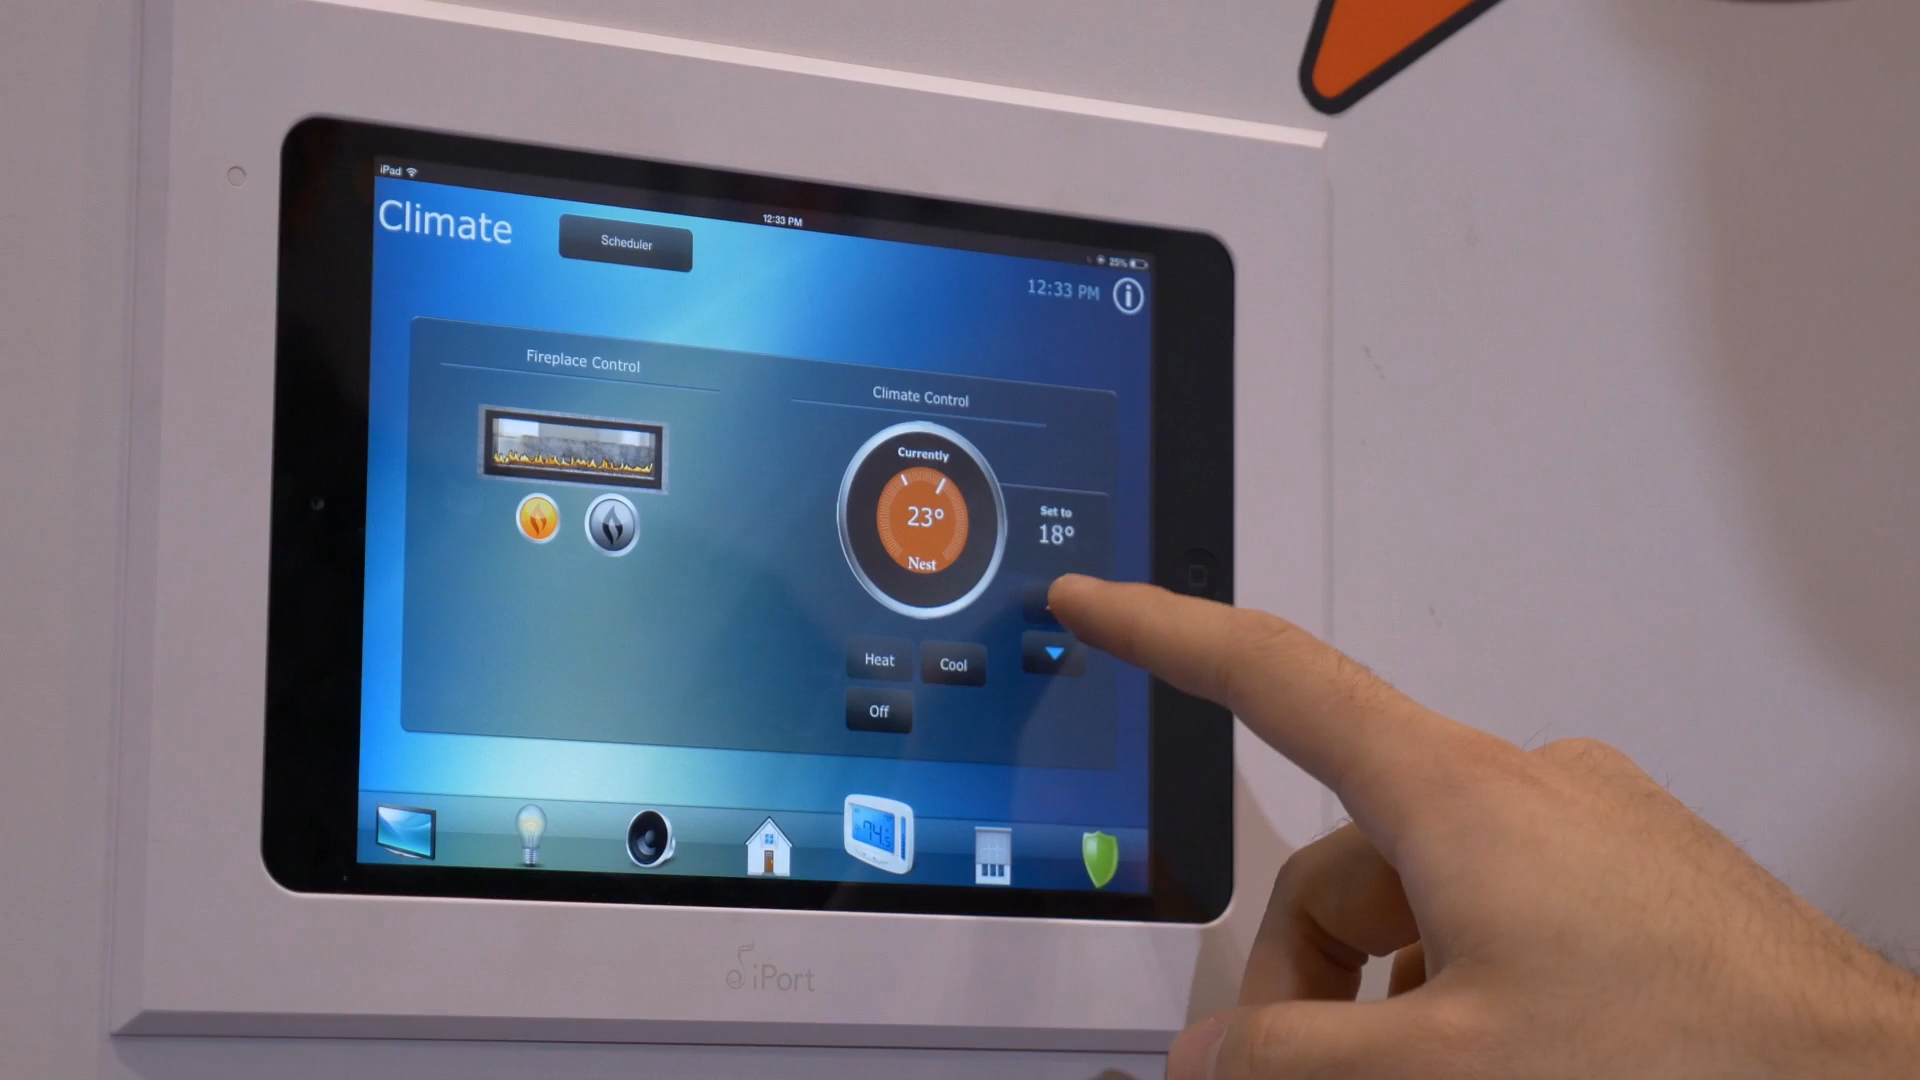 iPad
12:33 PM
25%
Climate
Scheduler
12:33 PM
Fireplace Control
Climate Control
Currently
23°
Nest
Set to
18°
Heat
Cool
Off
74.5
iPort